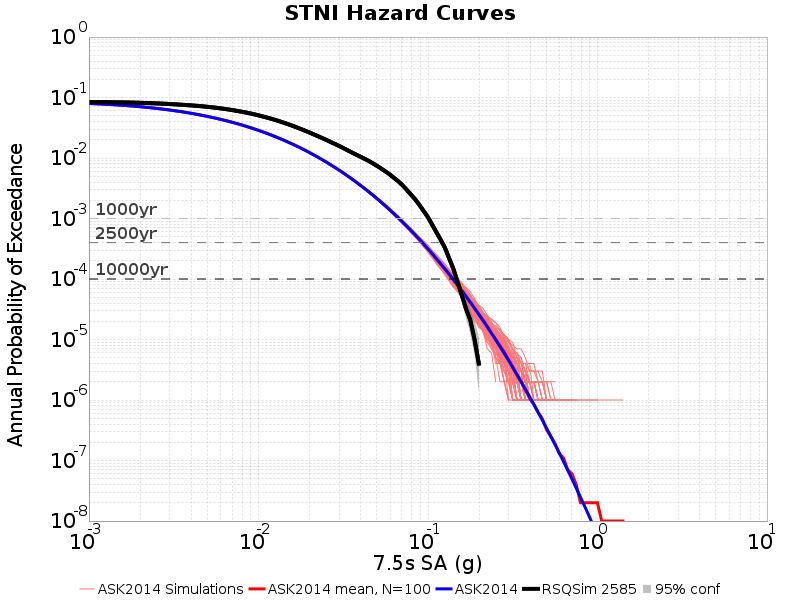 STNI Hazard Curves
Annual Probability of Exceedance
10^0
10^-1
10^-2
10^-3
10^-4
10^-5
10^-6
10^-7
10^-8
1000yr
2500yr
10000yr
10^-3 10^-2 10^-1 10^0 10^1
7.5s SA (g)
ASK2014 Simulations ASK2014 mean, N=100 ASK2014 RSQSim 2585 95% conf